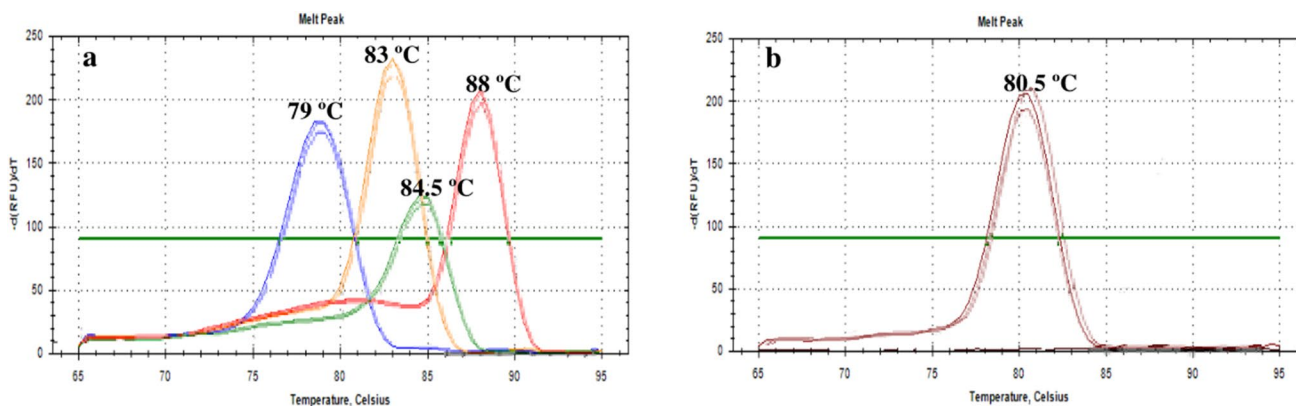 Melt Peak
a
83 ºC
88 ºC
79 ºC
84.5 ºC
-d(RFU)/dT
250
200
150
100
50
0
65 70 75 80 85 90 95
Temperature, Celsius
Melt Peak
b
80.5 ºC
-d(RFU)/dT
250
200
150
100
50
0
65 70 75 80 85 90 95
Temperature, Celsius